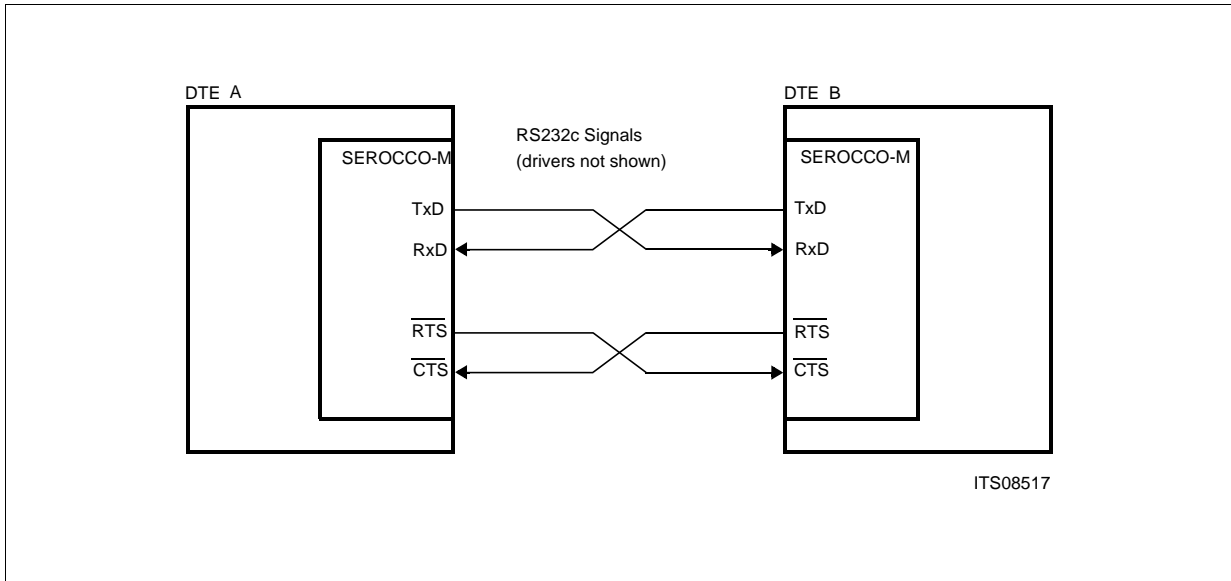 DTE A
DTE B
RS232c Signals
(drivers not shown)
SEROCCO-M
SEROCCO-M
TxD
TxD
RxD
RxD
RTS
RTS
CTS
CTS
ITS08517